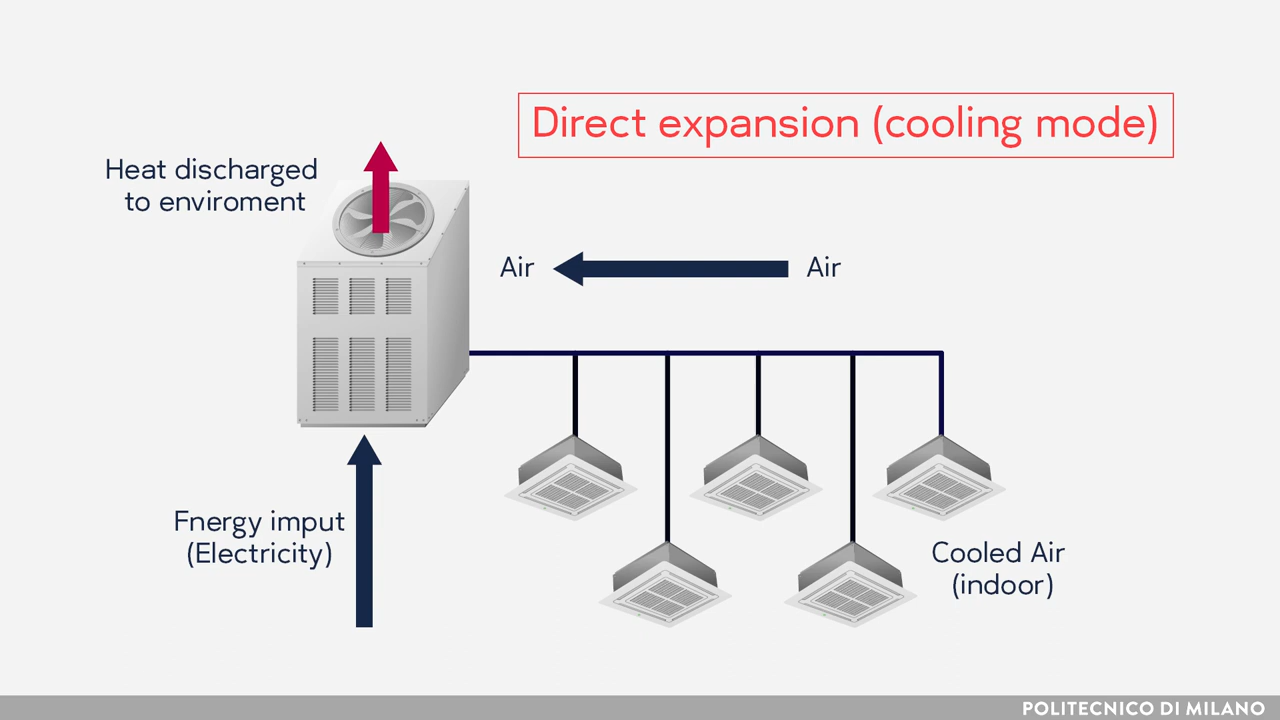 Direct expansion (cooling mode)
Heat discharged
to enviroment
Air
Air
Fnergy imput
(Electricity)
Cooled Air
(indoor)
POLITECNICO DI MILANO